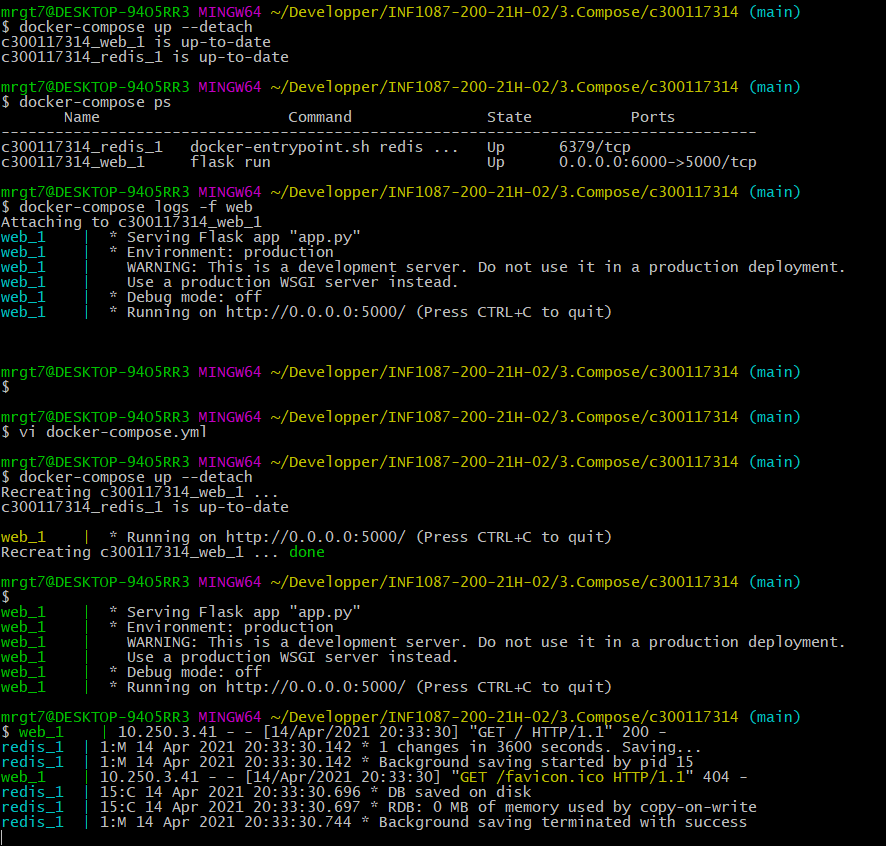 mrgt7@DESKTOP-94O5RR3 MINGW64 ~/Developper/INF1087-200-21H-02/3.Compose/c300117314 (main)
$ docker-compose up --detach
c300117314_web_1 is up-to-date
c300117314_redis_1 is up-to-date
mrgt7@DESKTOP-94O5RR3 MINGW64 ~/Developper/INF1087-200-21H-02/3.Compose/c300117314 (main)
$ docker-compose ps
Name Command State Ports
------------------------------------------------------------------------------------
c300117314_redis_1 docker-entrypoint.sh redis ... Up 6379/tcp
c300117314_web_1 flask run Up 0.0.0.0:6000->5000/tcp
mrgt7@DESKTOP-94O5RR3 MINGW64 ~/Developper/INF1087-200-21H-02/3.Compose/c300117314 (main)
$ docker-compose logs -f web
Attaching to c300117314_web_1
web_1 | * Serving Flask app "app.py"
web_1 | * Environment: production
web_1 | WARNING: This is a development server. Do not use it in a production deployment.
web_1 | Use a production WSGI server instead.
web_1 | * Debug mode: off
web_1 | * Running on http://0.0.0.0:5000/ (Press CTRL+C to quit)
mrgt7@DESKTOP-94O5RR3 MINGW64 ~/Developper/INF1087-200-21H-02/3.Compose/c300117314 (main)
$
mrgt7@DESKTOP-94O5RR3 MINGW64 ~/Developper/INF1087-200-21H-02/3.Compose/c300117314 (main)
$ vi docker-compose.yml
mrgt7@DESKTOP-94O5RR3 MINGW64 ~/Developper/INF1087-200-21H-02/3.Compose/c300117314 (main)
$ docker-compose up --detach
Recreating c300117314_web_1 ...
c300117314_redis_1 is up-to-date
web_1 | * Running on http://0.0.0.0:5000/ (Press CTRL+C to quit)
Recreating c300117314_web_1 ... done
mrgt7@DESKTOP-94O5RR3 MINGW64 ~/Developper/INF1087-200-21H-02/3.Compose/c300117314 (main)
$
web_1 | * Serving Flask app "app.py"
web_1 | * Environment: production
web_1 | WARNING: This is a development server. Do not use it in a production deployment.
web_1 | Use a production WSGI server instead.
web_1 | * Debug mode: off
web_1 | * Running on http://0.0.0.0:5000/ (Press CTRL+C to quit)
mrgt7@DESKTOP-94O5RR3 MINGW64 ~/Developper/INF1087-200-21H-02/3.Compose/c300117314 (main)
$ web_1 | 10.250.3.41 - - [14/Apr/2021 20:33:30] "GET / HTTP/1.1" 200 -
redis_1 | 1:M 14 Apr 2021 20:33:30.142 * 1 changes in 3600 seconds. Saving...
redis_1 | 1:M 14 Apr 2021 20:33:30.142 * Background saving started by pid 15
web_1 | 10.250.3.41 - - [14/Apr/2021 20:33:30] "GET /favicon.ico HTTP/1.1" 404 -
redis_1 | 15:C 14 Apr 2021 20:33:30.696 * DB saved on disk
redis_1 | 15:C 14 Apr 2021 20:33:30.697 * RDB: 0 MB of memory used by copy-on-write
redis_1 | 1:M 14 Apr 2021 20:33:30.744 * Background saving terminated with success